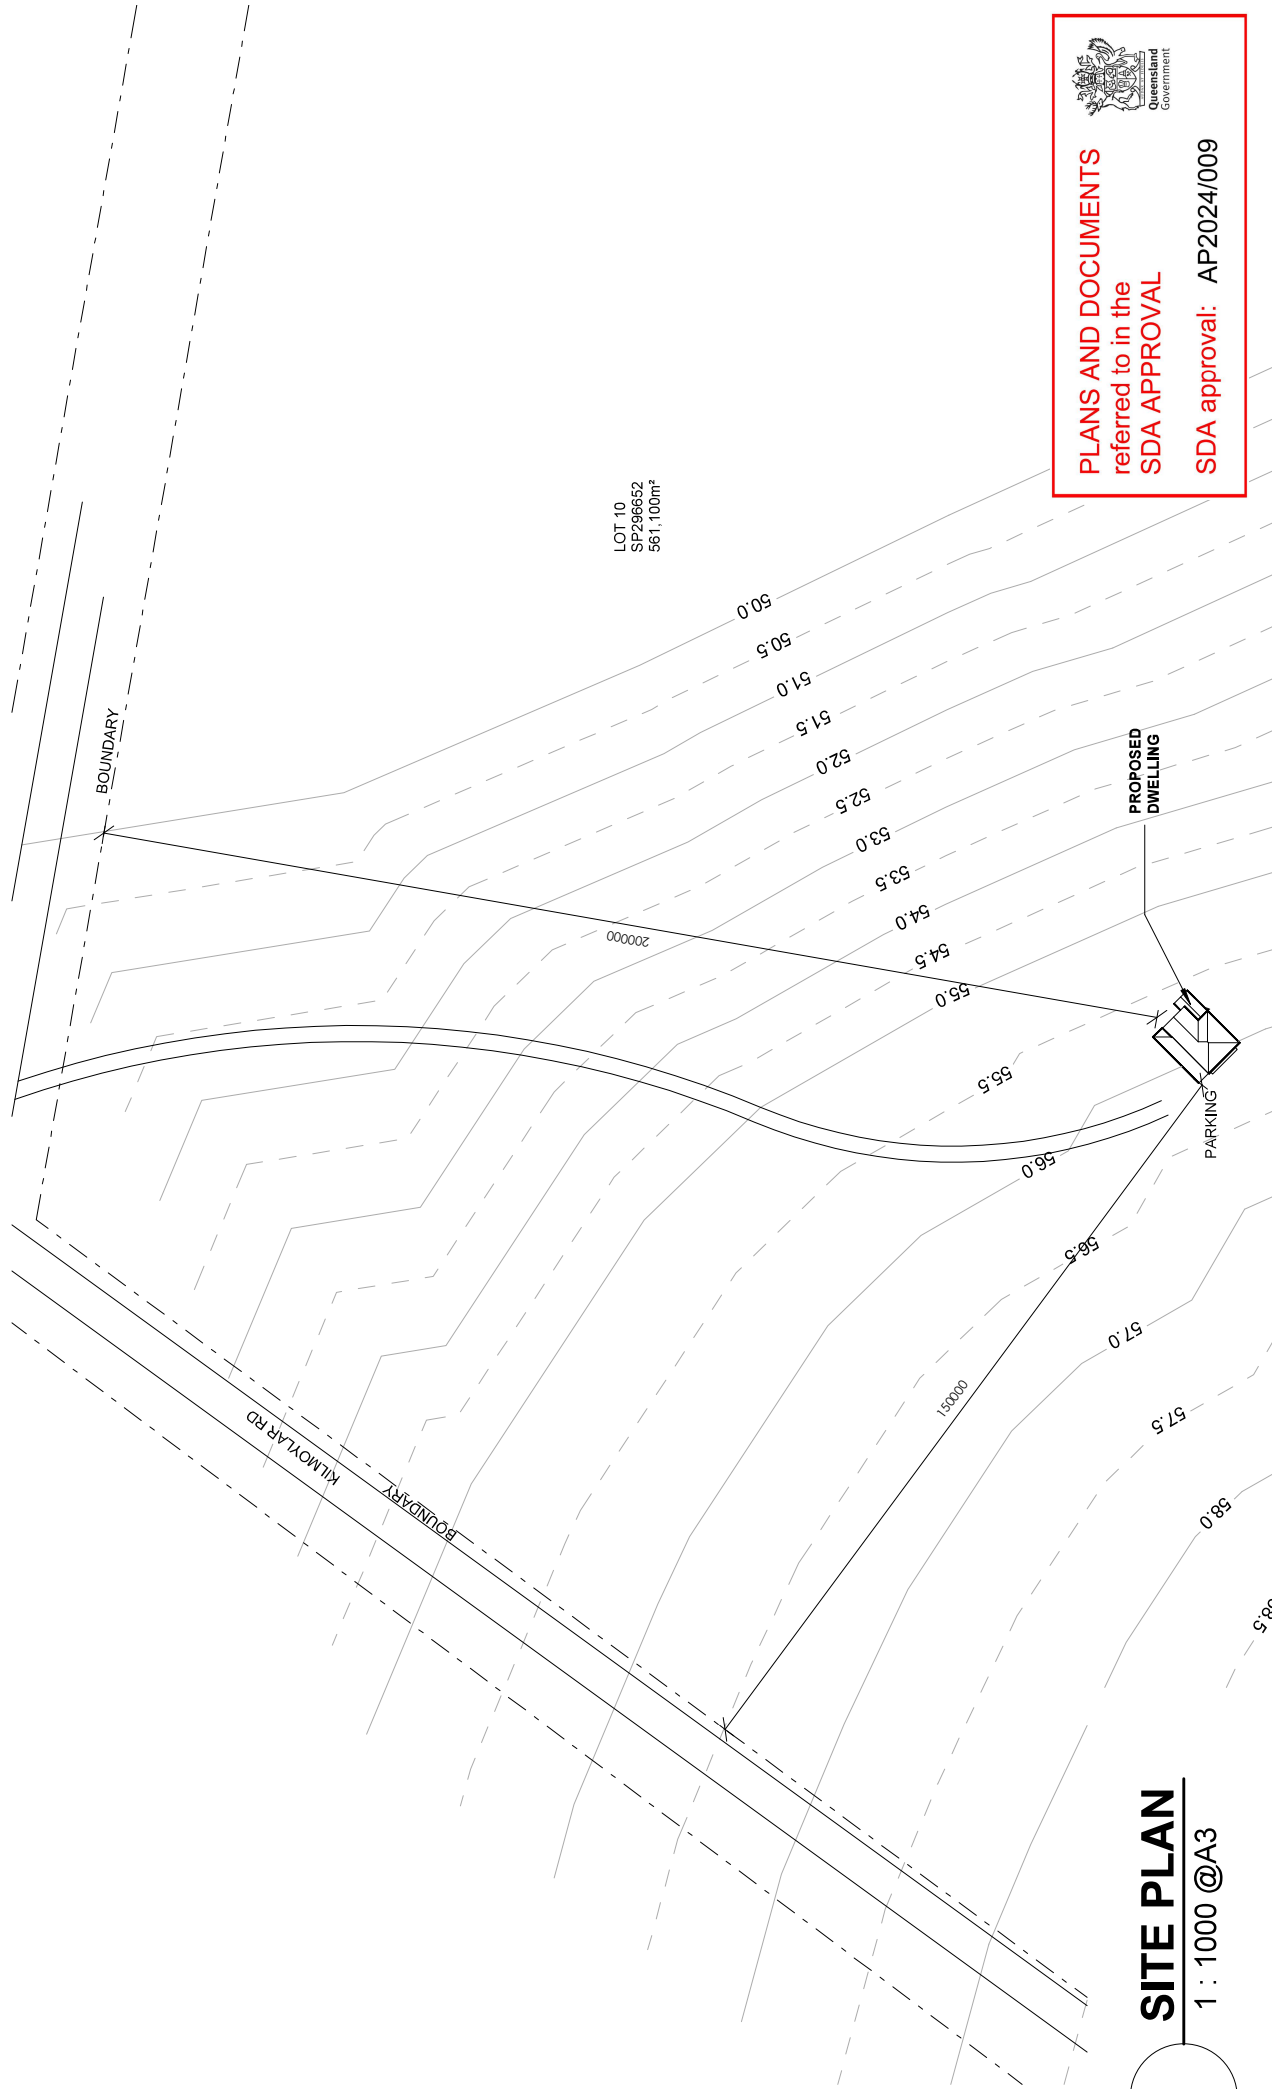 PLANS AND DOCUMENTS
referred to in the
SDA APPROVAL
SDA approval: AP2024/009
Queensland
Government
BOUNDARY
LOT 10
SP296652
561,100m²
50.0
50.5
51.0
51.5
52.0
52.5
53.0
53.5
54.0
54.5
55.0
55.5
56.0
56.5
57.0
57.5
58.0
58.5
200000
150000
PROPOSED
DWELLING
PARKING
KILMOYLAR RD
BOUNDARY
SITE PLAN
1 : 1000 @A3